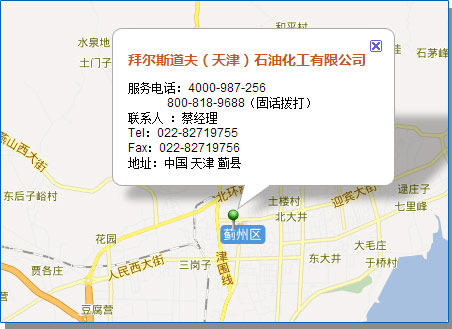 和平村
水泉地
土门子
石茅峰
拜尔斯道夫（天津）石油化工有限公司
服务电话：4000-987-256
800-818-9688（固话拨打）
联系人 ：蔡经理
Tel：022-82719755
Fax：022-82719756
地址：中国 天津 蓟县
燕山西大街
东后子峪村
北环
迎宾大街
逯庄子
七里峰
土楼村
北大井
蓟州区
花园
大毛庄
于桥村
东大井
三岗子
人民西大街
贾各庄
津围线
豆腐营